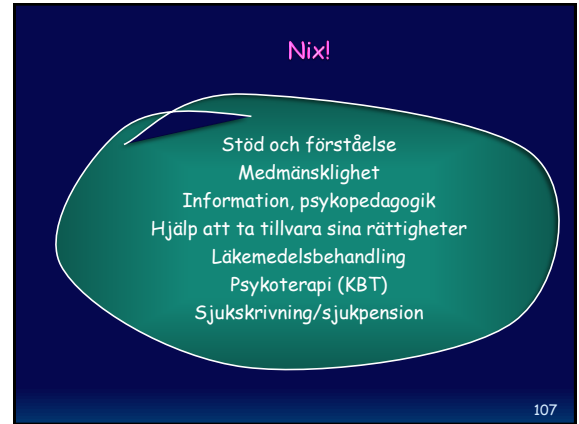 Nix!
Stöd och förståelse
Medmänsklighet
Information, psykopedagogik
Hjälp att ta tillvara sina rättigheter
Läkemedelsbehandling
Psykoterapi (KBT)
Sjukskrivning/sjukpension
107